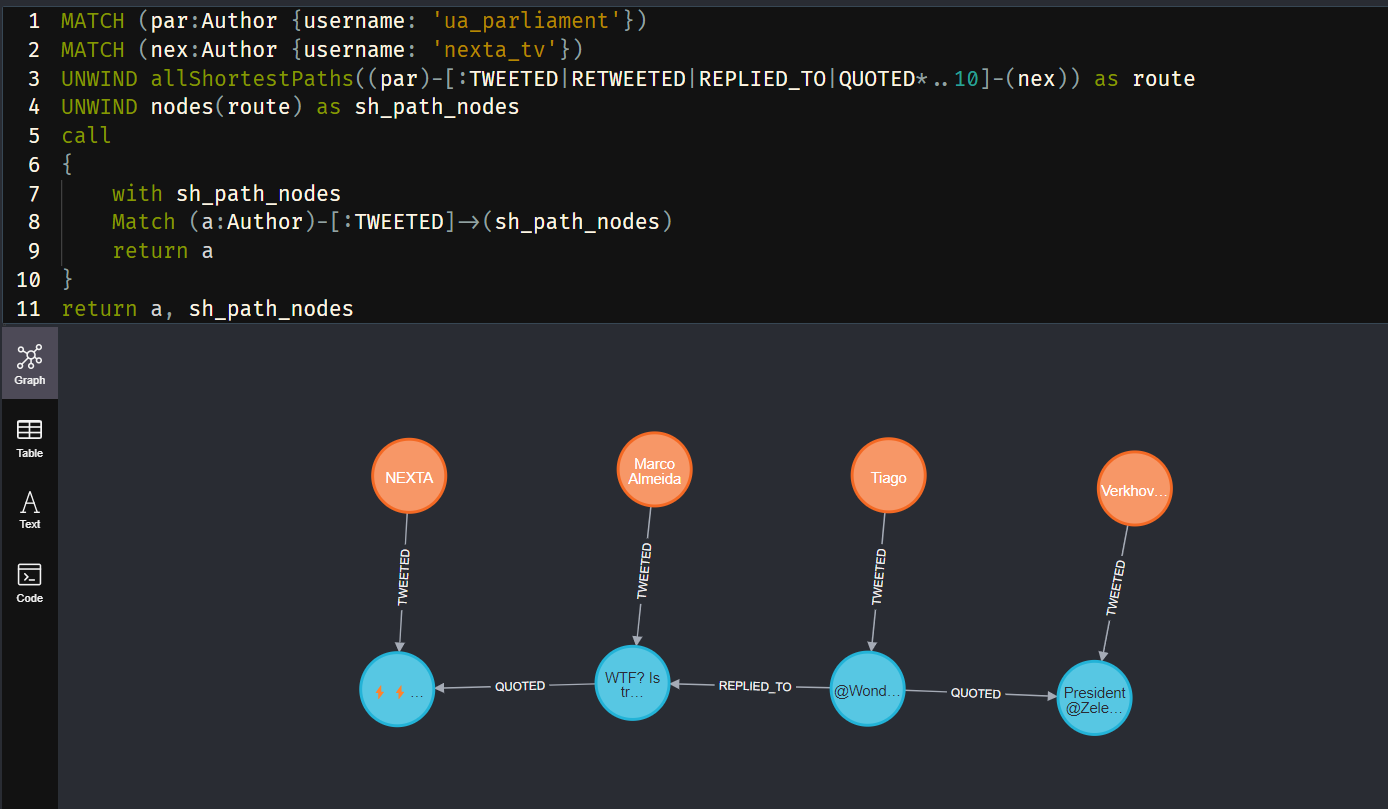 1 MATCH (par:Author {username: 'ua_parliament'})
2 MATCH (nex:Author {username: 'nexta_tv'})
3 UNWIND allShortestPaths((par)-[:TWEETED|RETWEETED|REPLIED_TO|QUOTED*..10]-(nex)) as route
4 UNWIND nodes(route) as sh_path_nodes
5 call
6 {
7 with sh_path_nodes
8 Match (a:Author)-[:TWEETED]->(sh_path_nodes)
9 return a
10 }
11 return a, sh_path_nodes
Graph
Table
Text
Code
NEXTA
Marco
Almeida
Tiago
Verkhov...
TWEETED
TWEETED
TWEETED
TWEETED
⚡⚡...
QUOTED
WTF? Is
tr...
REPLIED_TO
@Wond...
QUOTED
President
@Zele...